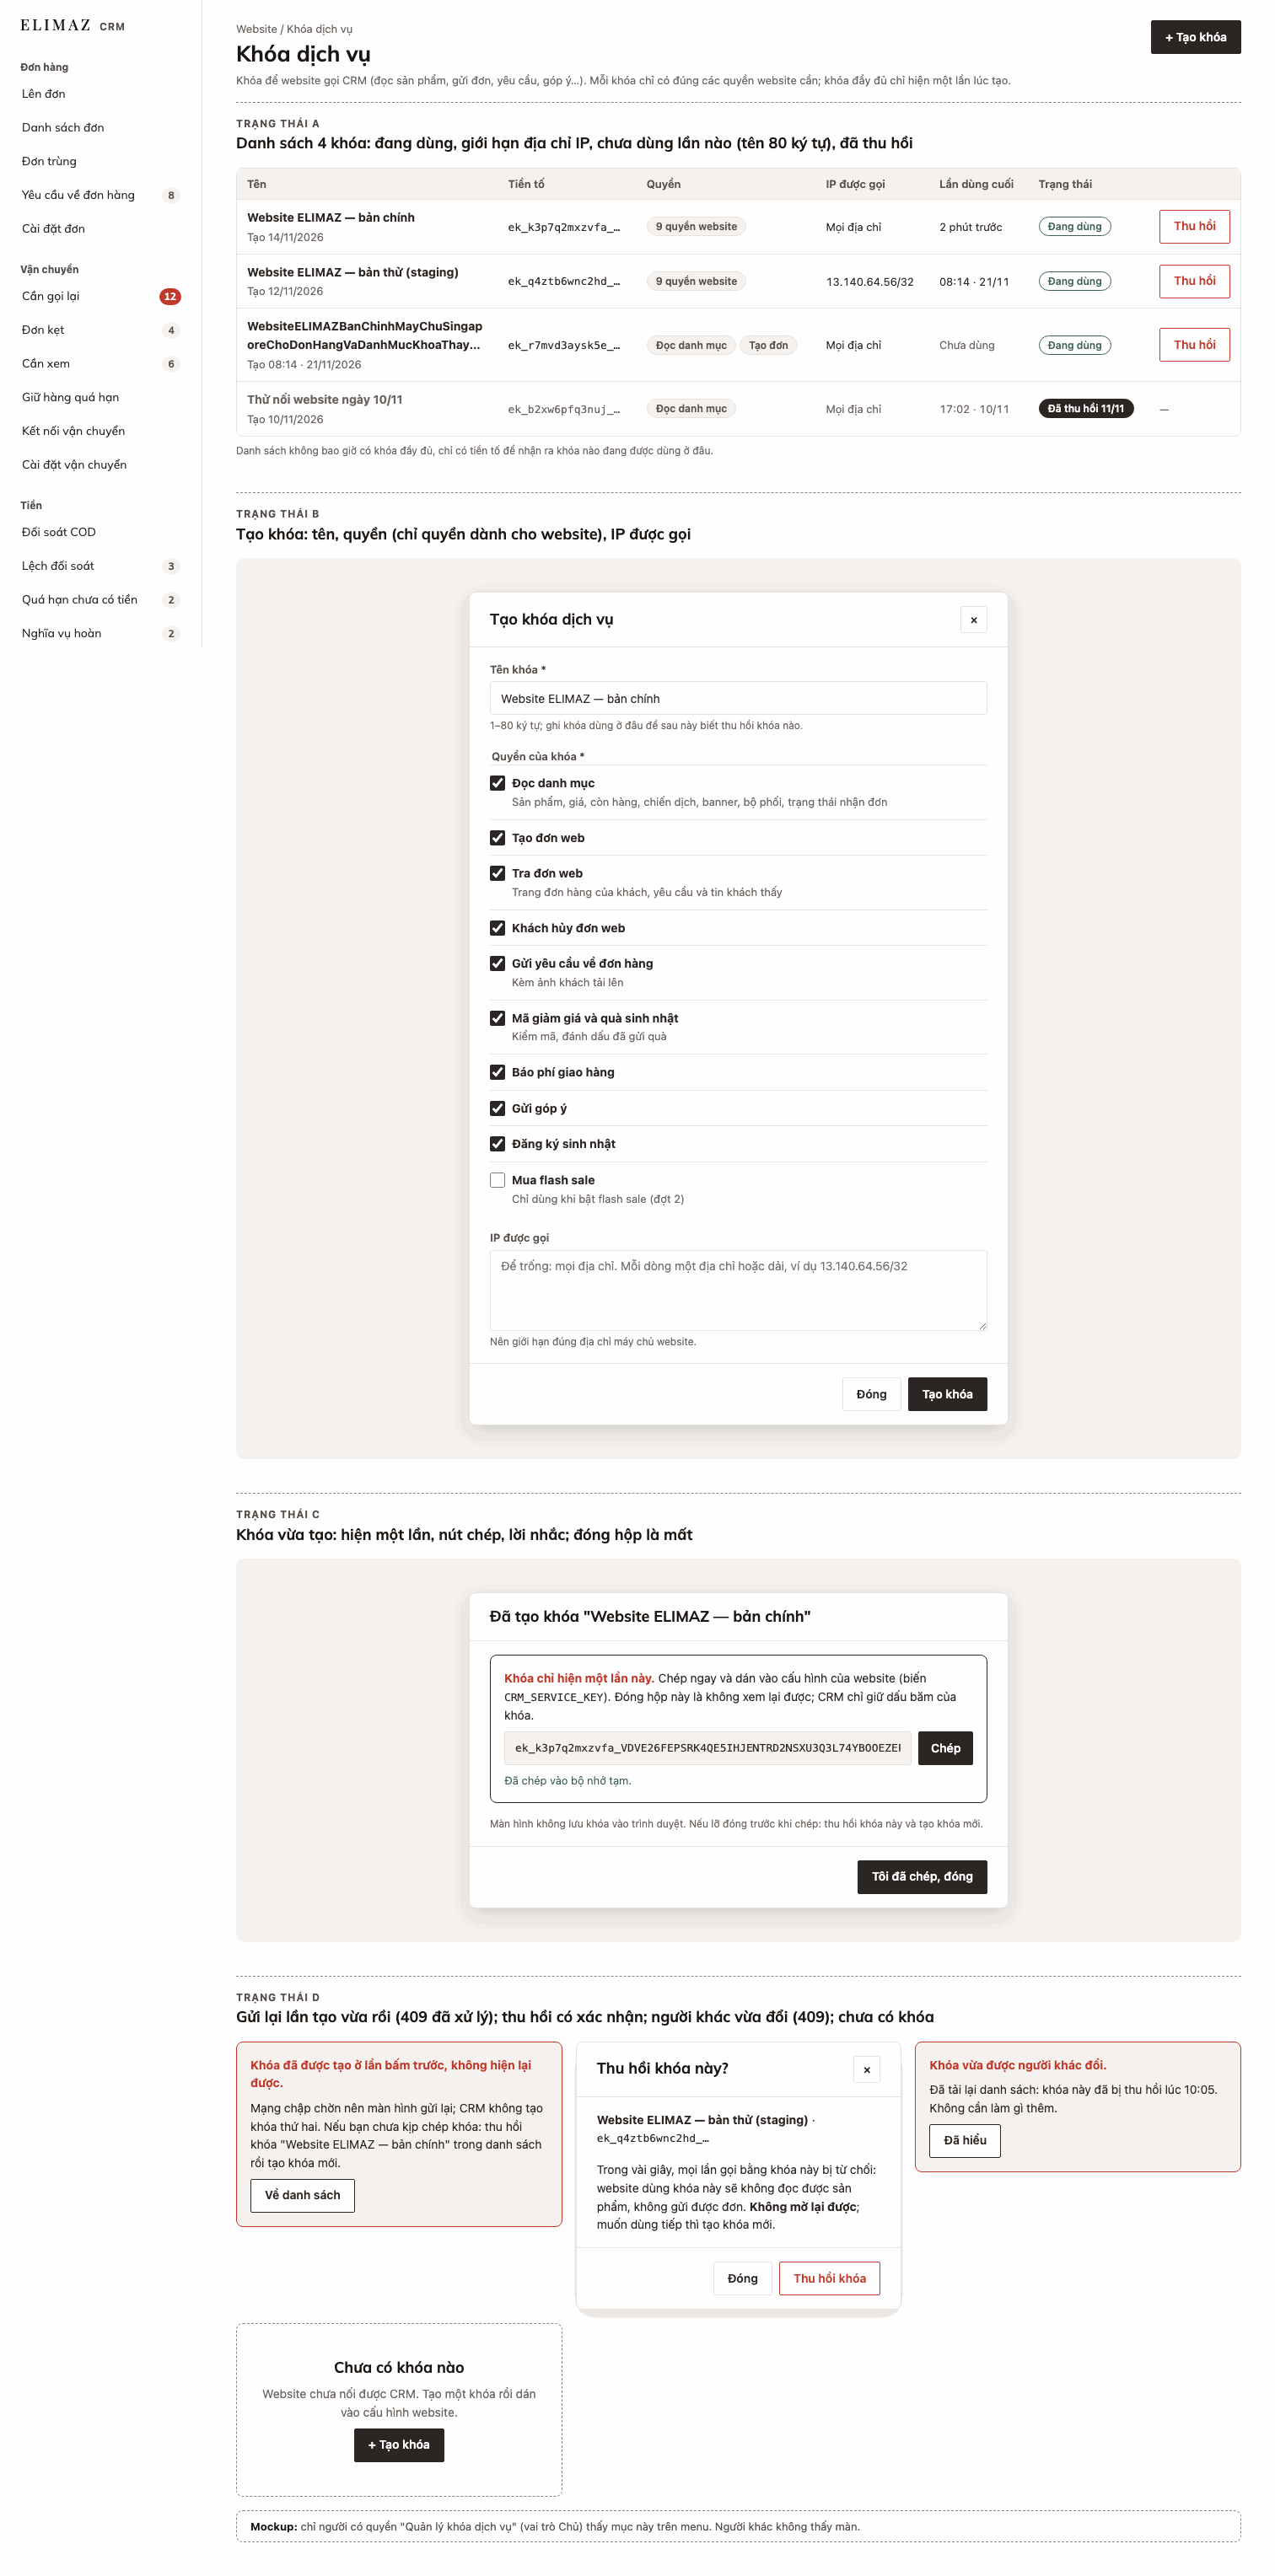 ELIMAZ CRM
Đơn hàng
Lên đơn
Danh sách đơn
Đơn trùng
Yêu cầu về đơn hàng 8
Cài đặt đơn
Vận chuyển
Cần gọi lại 12
Đơn kẹt 4
Cần xem 6
Giữ hàng quá hạn
Kết nối vận chuyển
Cài đặt vận chuyển
Tiền
Đối soát COD
Lệch đối soát 3
Quá hạn chưa có tiền 2
Nghĩa vụ hoàn 2
Website / Khóa dịch vụ
Khóa dịch vụ
+ Tạo khóa
Khóa để website gọi CRM (đọc sản phẩm, gửi đơn, yêu cầu, góp ý…). Mỗi khóa chỉ có đúng các quyền website cần; khóa đầy đủ chỉ hiện một lần lúc tạo.
TRẠNG THÁI A
Danh sách 4 khóa: đang dùng, giới hạn địa chỉ IP, chưa dùng lần nào (tên 80 ký tự), đã thu hồi
Tên Tiền tố Quyền IP được gọi Lần dùng cuối Trạng thái
Website ELIMAZ — bản chính
Tạo 14/11/2026
ek_k3p7q2mxzvfa_… 9 quyền website Mọi địa chỉ 2 phút trước Đang dùng Thu hồi
Website ELIMAZ — bản thử (staging)
Tạo 12/11/2026
ek_q4ztb6wnc2hd_… 9 quyền website 13.140.64.56/32 08:14 · 21/11 Đang dùng Thu hồi
WebsiteELIMAZBanChinhMayChuSingap
oreChoDonHangVaDanhMucKhoaThay…
Tạo 08:14 · 21/11/2026
ek_r7mvd3aysk5e_… Đọc danh mục Tạo đơn Mọi địa chỉ Chưa dùng Đang dùng Thu hồi
Thử nối website ngày 10/11
Tạo 10/11/2026
ek_b2xw6pfq3nuj_… Đọc danh mục Mọi địa chỉ 17:02 · 10/11 Đã thu hồi 11/11 —
Danh sách không bao giờ có khóa đầy đủ, chỉ có tiền tố để nhận ra khóa nào đang được dùng ở đâu.
TRẠNG THÁI B
Tạo khóa: tên, quyền (chỉ quyền dành cho website), IP được gọi
Tạo khóa dịch vụ ×
Tên khóa *
Website ELIMAZ — bản chính
1–80 ký tự; ghi khóa dùng ở đâu để sau này biết thu hồi khóa nào.
Quyền của khóa *
Đọc danh mục
Sản phẩm, giá, còn hàng, chiến dịch, banner, bộ phối, trạng thái nhận đơn
Tạo đơn web
Tra đơn web
Trang đơn hàng của khách, yêu cầu và tin khách thấy
Khách hủy đơn web
Gửi yêu cầu về đơn hàng
Kèm ảnh khách tải lên
Mã giảm giá và quà sinh nhật
Kiểm mã, đánh dấu đã gửi quà
Báo phí giao hàng
Gửi góp ý
Đăng ký sinh nhật
Mua flash sale
Chỉ dùng khi bật flash sale (đợt 2)
IP được gọi
Để trống: mọi địa chỉ. Mỗi dòng một địa chỉ hoặc dải, ví dụ 13.140.64.56/32
Nên giới hạn đúng địa chỉ máy chủ website.
Đóng Tạo khóa
TRẠNG THÁI C
Khóa vừa tạo: hiện một lần, nút chép, lời nhắc; đóng hộp là mất
Đã tạo khóa "Website ELIMAZ — bản chính"
Khóa chỉ hiện một lần này. Chép ngay và dán vào cấu hình của website (biến
CRM_SERVICE_KEY). Đóng hộp này là không xem lại được; CRM chỉ giữ dấu băm của
khóa.
ek_k3p7q2mxzvfa_VDVE26FEPSRK4QE5IHJENTRD2NSXU3Q3L74YBOOEZEF Chép
Đã chép vào bộ nhớ tạm.
Màn hình không lưu khóa vào trình duyệt. Nếu lỡ đóng trước khi chép: thu hồi khóa này và tạo khóa mới.
Tôi đã chép, đóng
TRẠNG THÁI D
Gửi lại lần tạo vừa rồi (409 đã xử lý); thu hồi có xác nhận; người khác vừa đổi (409); chưa có khóa
Khóa đã được tạo ở lần bấm trước, không hiện lại
được.
Mạng chập chờn nên màn hình gửi lại; CRM không tạo
khóa thứ hai. Nếu bạn chưa kịp chép khóa: thu hồi
khóa "Website ELIMAZ — bản chính" trong danh sách
rồi tạo khóa mới.
Về danh sách
Thu hồi khóa này? ×
Website ELIMAZ — bản thử (staging) ·
ek_q4ztb6wnc2hd_…
Trong vài giây, mọi lần gọi bằng khóa này bị từ chối:
website dùng khóa này sẽ không đọc được sản
phẩm, không gửi được đơn. Không mở lại được;
muốn dùng tiếp thì tạo khóa mới.
Đóng Thu hồi khóa
Khóa vừa được người khác đổi.
Đã tải lại danh sách: khóa này đã bị thu hồi lúc 10:05.
Không cần làm gì thêm.
Đã hiểu
Chưa có khóa nào
Website chưa nối được CRM. Tạo một khóa rồi dán
vào cấu hình website.
+ Tạo khóa
Mockup: chỉ người có quyền "Quản lý khóa dịch vụ" (vai trò Chủ) thấy mục này trên menu. Người khác không thấy màn.